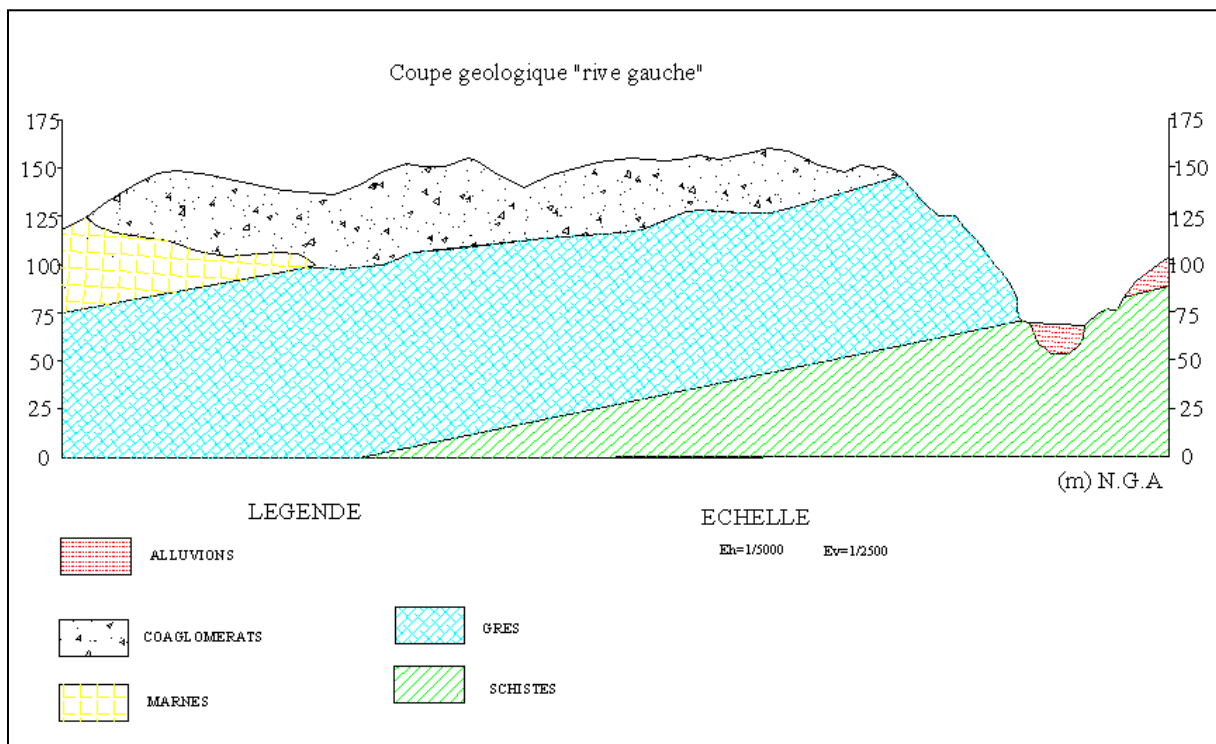 Coupe geologique "rive gauche"
175 175
150 150
125 125
100 100
75 75
50 50
25 25
0 0
(m) N.G.A
LEGENDE ECHELLE
Eh=1/5000 Ev=1/2500
ALLUVIONS
COAGLOMERATS GRES
MARNES SCHISTES